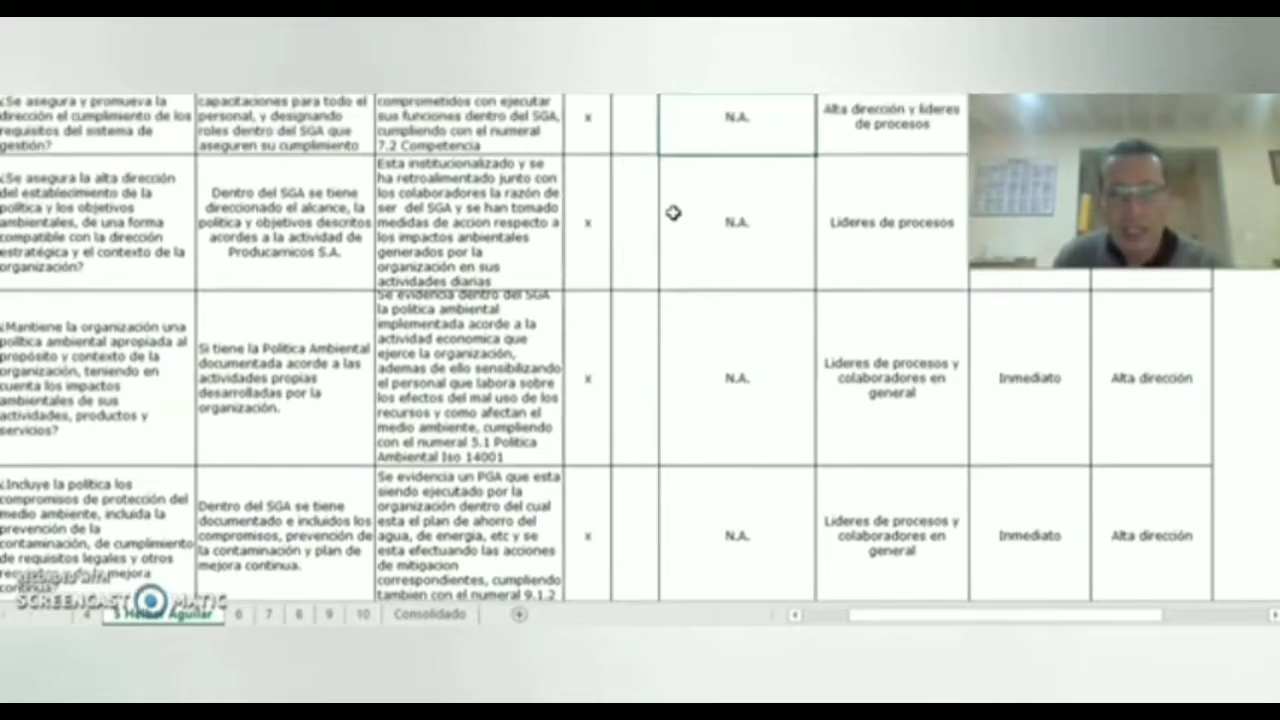 ¿Se asegura y promueva la
dirección el cumplimiento de los
requisitos del sistema de
gestión?
capacitaciones para todo el
personal, y designando
roles dentro del SGA que
aseguren su cumplimiento
comprometidos con ejecutar
sus funciones dentro del SGA,
cumpliendo con el numeral
7.2 Competencia
x
N.A.
Alta dirección y lideres
de procesos
¿Se asegura la alta dirección
del establecimiento de la
política y los objetivos
ambientales, de una forma
compatible con la dirección
estratégica y el contexto de la
organización?
Dentro del SGA se tiene
direccionado el alcance, la
politica y objetivos descritos
acordes a la actividad de
Producarnicos S.A.
Esta institucionalizado y se
ha retroalimentado junto con
los colaboradores la razón de
ser del SGA y se han tomado
medidas de accion respecto a
los impactos anbientales
generados por la
organización en sus
actividades diarias
x
N.A.
Lideres de procesos
¿Mantiene la organización una
política ambiental apropiada al
propósito y contexto de la
organización, teniendo en
cuenta los impactos
ambientales de sus
actividades, productos y
servicios?
Si tiene la Politica Ambiental
documentada acorde a las
actividades propias
desarrolladas por la
organización.
Se evidencia dentro del SGA
la politica ambiental
implementada acorde a la
actividad economica que
ejerce la organización,
ademas de ello sensibilizando
el personal que labora sobre
los efectos del mal uso de los
recursos y como afectan el
medio ambiente, cumpliendo
con el numeral 5.1 Politica
Ambiental Iso 14001
x
N.A.
Lideres de procesos y
colaboradores en
general
Inmediato
Alta dirección
¿Incluye la política los
compromisos de protección del
medio ambiente, incluida la
prevención de la
contaminación, de cumplimiento
de requisitos legales y otros
mejora
Dentro del SGA se tiene
documentado e incluidos los
compromisos, prevención de
la contaminación y plan de
mejora continua.
Se evidencia un PGA que esta
siendo ejecutado por la
organización dentro del cual
esta el plan de ahorro del
agua, de energia, etc y se
esta efectuando las acciones
de mitigacion
correspondientes, cumpliendo
tambien con el numeral 9.1.2
x
N.A.
Lideres de procesos y
colaboradores en
general
Inmediato
Alta dirección
RECORDED WITH
SCREENCAST MATIC
4
Aguilar
6
7
8
9
10
Consolidado